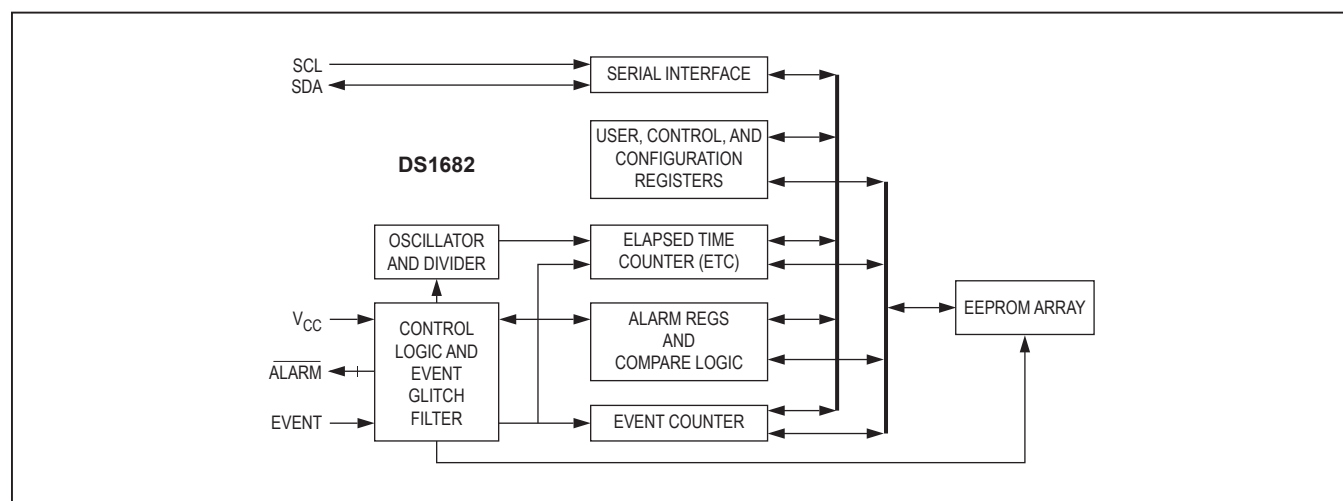 SCL
SDA
SERIAL INTERFACE
USER, CONTROL, AND
CONFIGURATION
REGISTERS
DS1682
OSCILLATOR
AND DIVIDER
ELAPSED TIME
COUNTER (ETC)
EEPROM ARRAY
VCC
ALARM
EVENT
CONTROL
LOGIC AND
EVENT
GLITCH
FILTER
ALARM REGS
AND
COMPARE LOGIC
EVENT COUNTER